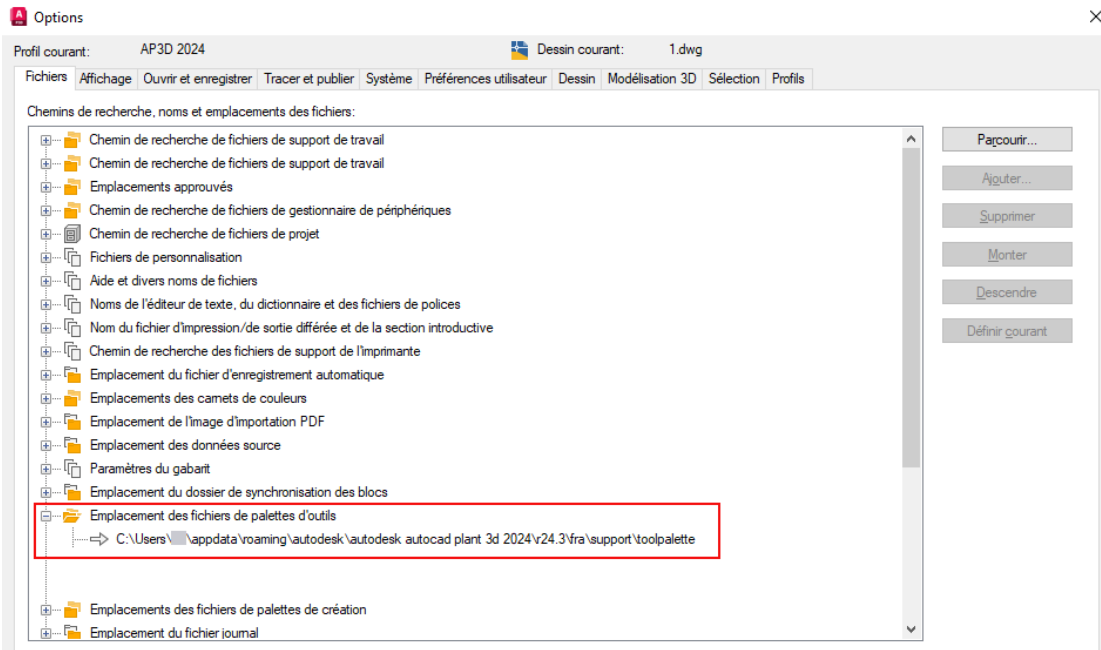 Options
Profil courant: AP3D 2024 Dessin courant: 1.dwg
Fichiers Affichage Ouvrir et enregistrer Tracer et publier Système Préférences utilisateur Dessin Modélisation 3D Sélection Profils
Chemins de recherche, noms et emplacements des fichiers:
Chemin de recherche de fichiers de support de travail
Chemin de recherche de fichiers de support de travail
Emplacements approuvés
Chemin de recherche de fichiers de gestionnaire de périphériques
Chemin de recherche de fichiers de projet
Fichiers de personnalisation
Aide et divers noms de fichiers
Noms de l'éditeur de texte, du dictionnaire et des fichiers de polices
Nom du fichier d'impression/de sortie différée et de la section introductive
Chemin de recherche des fichiers de support de l'imprimante
Emplacement du fichier d'enregistrement automatique
Emplacements des carnets de couleurs
Emplacement de l'image d'importation PDF
Emplacement des données source
Paramètres du gabarit
Emplacement du dossier de synchronisation des blocs
Emplacement des fichiers de palettes d'outils
C:\Users\ \appdata\roaming\autodesk\autodesk autocad plant 3d 2024\r24.3\fra\support\toolpalette
Emplacements des fichiers de palettes de création
Emplacement du fichier journal
Parcourir...
Ajouter...
Supprimer
Monter
Descendre
Définir courant